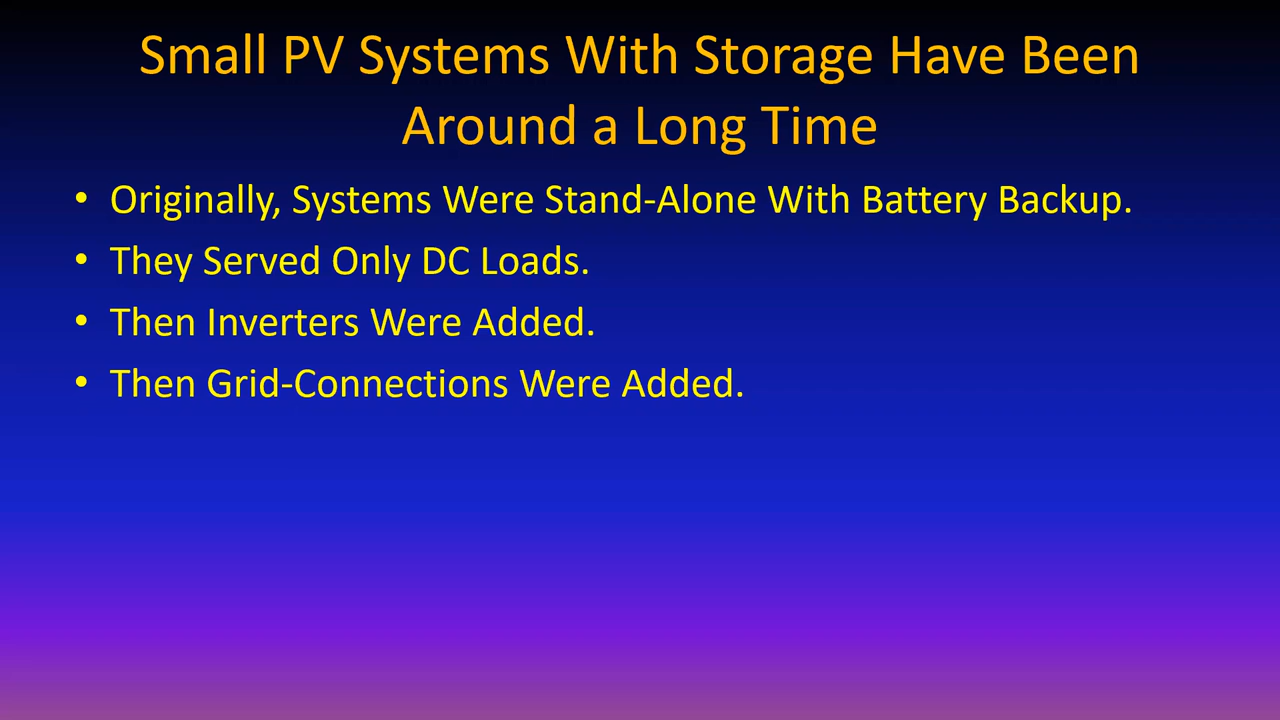 Small PV Systems With Storage Have Been
Around a Long Time
• Originally, Systems Were Stand-Alone With Battery Backup.
• They Served Only DC Loads.
• Then Inverters Were Added.
• Then Grid-Connections Were Added.